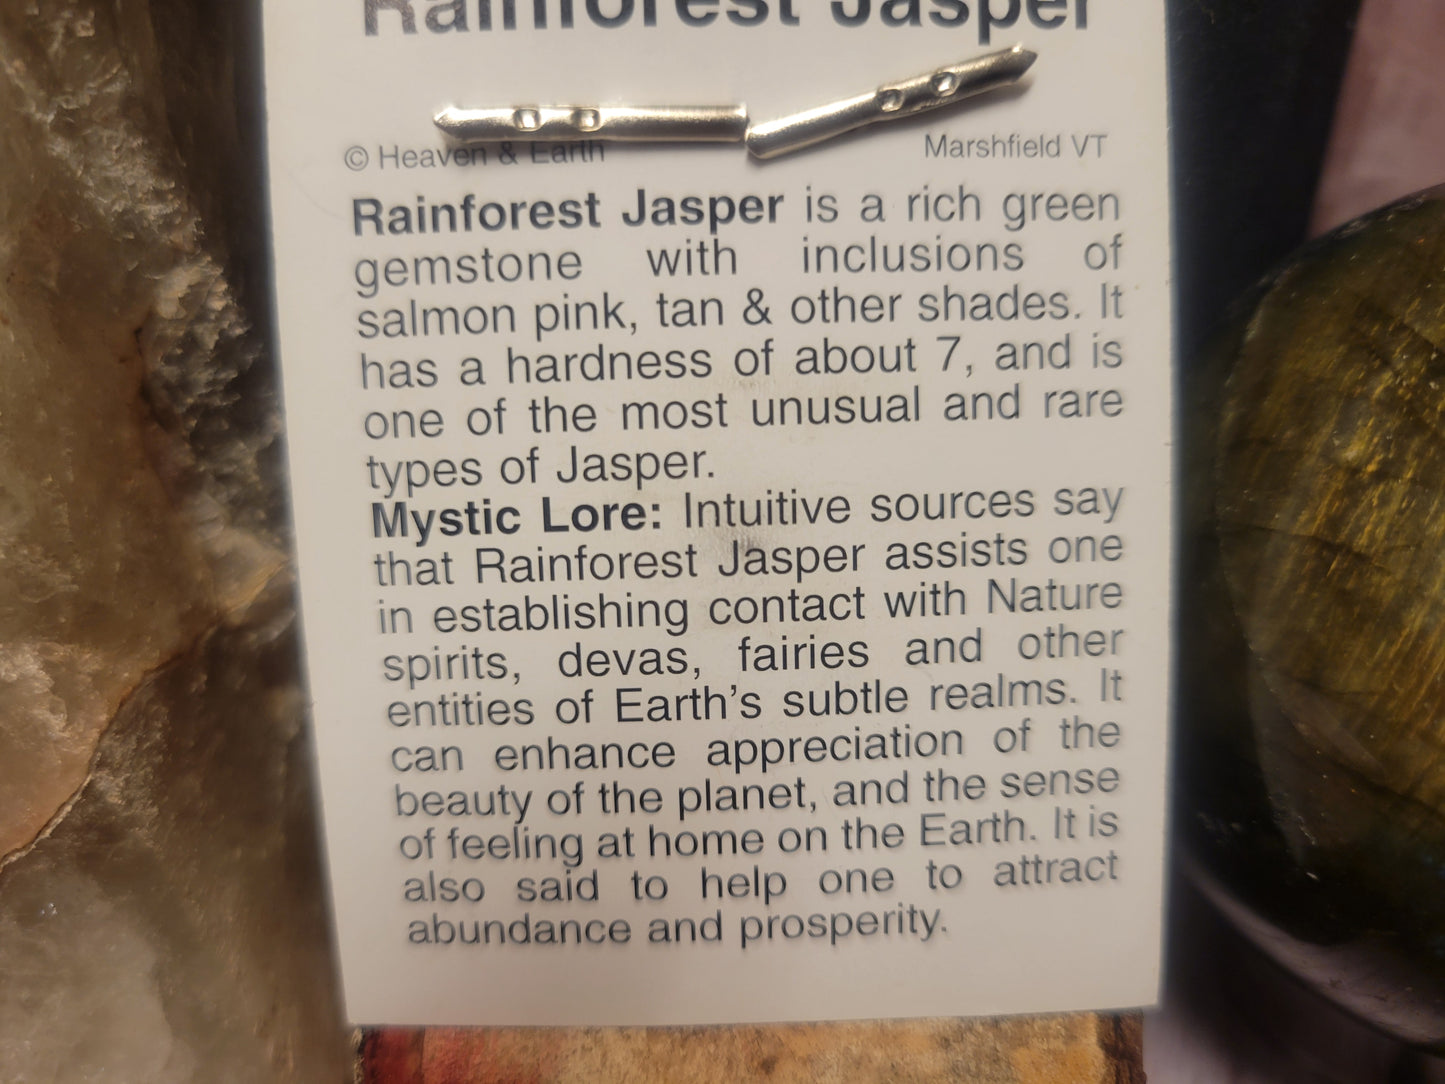 Rainforest Jasper
© Heaven & Earth Marshfield VT
Rainforest Jasper is a rich green
gemstone with inclusions of
salmon pink, tan & other shades. It
has a hardness of about 7, and is
one of the most unusual and rare
types of Jasper.
Mystic Lore: Intuitive sources say
that Rainforest Jasper assists one
in establishing contact with Nature
spirits, devas, fairies and other
entities of Earth's subtle realms. It
can enhance appreciation of the
beauty of the planet, and the sense
of feeling at home on the Earth. It is
also said to help one to attract
abundance and prosperity.